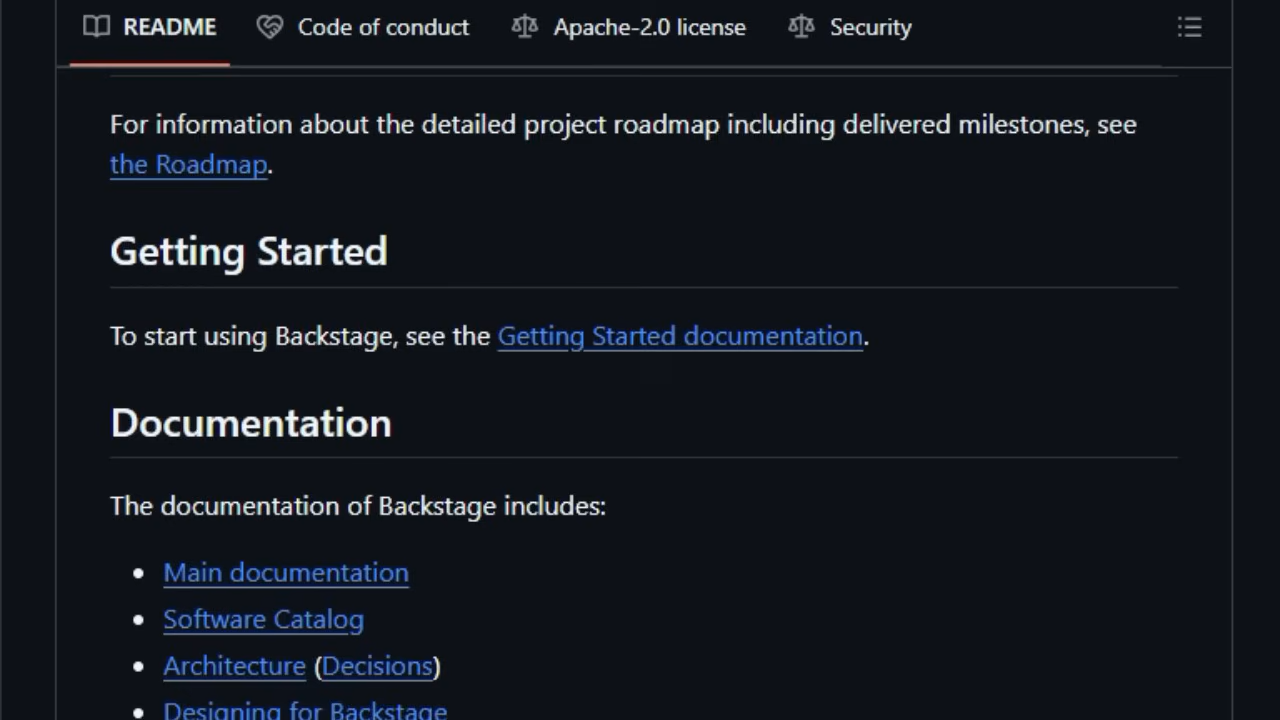 README Code of conduct Apache-2.0 license Security
For information about the detailed project roadmap including delivered milestones, see
the Roadmap.
Getting Started
To start using Backstage, see the Getting Started documentation.
Documentation
The documentation of Backstage includes:
• Main documentation
• Software Catalog
• Architecture (Decisions)
• Designing for Backstage